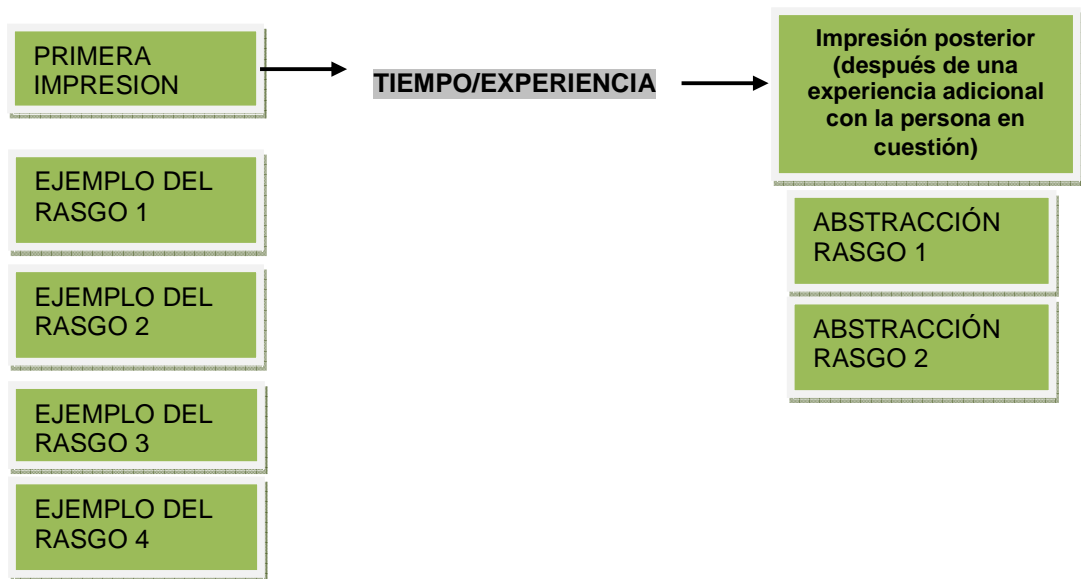 PRIMERA
IMPRESION
TIEMPO/EXPERIENCIA
Impresión posterior
(después de una
experiencia adicional
con la persona en
cuestión)
EJEMPLO DEL
RASGO 1
EJEMPLO DEL
RASGO 2
EJEMPLO DEL
RASGO 3
EJEMPLO DEL
RASGO 4
ABSTRACCIÓN
RASGO 1
ABSTRACCIÓN
RASGO 2